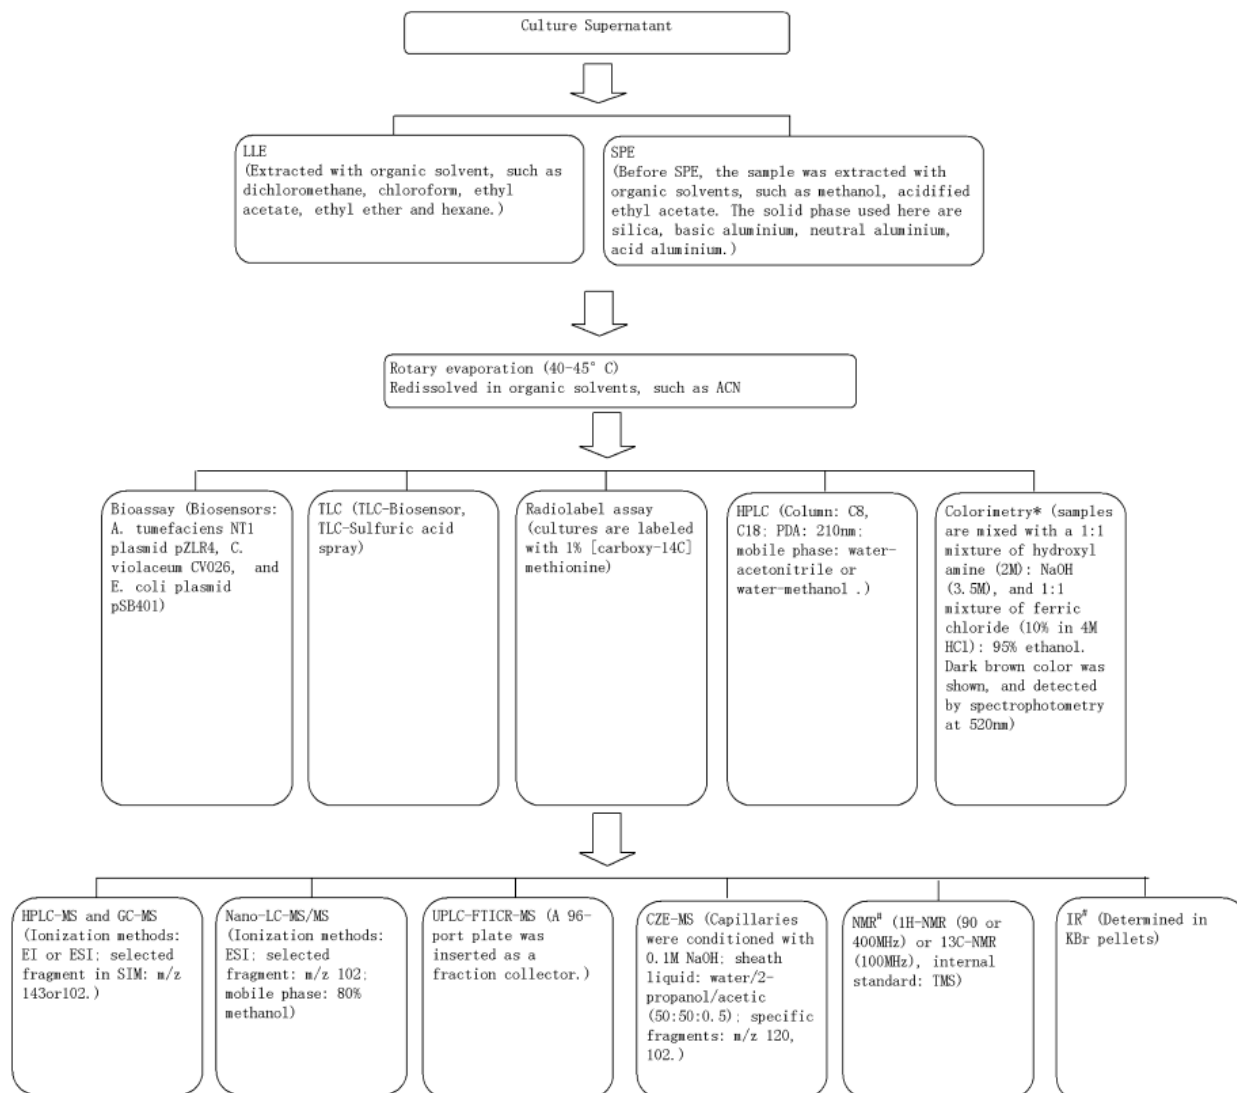 Culture Supernatant
LLE
(Extracted with organic solvent, such as
dichloromethane, chloroform, ethyl
acetate, ethyl ether and hexane.)
SPE
(Before SPE, the sample was extracted with
organic solvents, such as methanol, acidified
ethyl acetate. The solid phase used here are
silica, basic aluminium, neutral aluminium,
acid aluminium.)
Rotary evaporation (40-45° C)
Redissolved in organic solvents, such as ACN
Bioassay (Biosensors:
A. tumefaciens NT1
plasmid pZLR4, C.
violaceum CV026, and
E. coli plasmid
pSB401)
TLC (TLC-Biosensor,
TLC-Sulfuric acid
spray)
Radiolabel assay
(cultures are labeled
with 1% [carboxy-14C]
methionine)
HPLC (Column: C8,
C18; PDA: 210nm;
mobile phase: water-
acetonitrile or
water-methanol .)
Colorimetry* (samples
are mixed with a 1:1
mixture of hydroxyl
amine (2M): NaOH
(3.5M), and 1:1
mixture of ferric
chloride (10% in 4M
HCl): 95% ethanol.
Dark brown color was
shown, and detected
by spectrophotometry
at 520nm)
HPLC-MS and GC-MS
(Ionization methods:
EI or ESI; selected
fragment in SIM: m/z
143or102.)
Nano-LC-MS/MS
(Ionization methods:
ESI; selected
fragment: m/z 102;
mobile phase: 80%
methanol)
UPLC-FTICR-MS (A 96-
port plate was
inserted as a
fraction collector.)
CZE-MS (Capillaries
were conditioned with
0.1M NaOH; sheath
liquid: water/2-
propanol/acetic
(50:50:0.5); specific
fragments: m/z 120,
102.)
NMR# (1H-NMR (90 or
400MHz) or 13C-NMR
(100MHz), internal
standard: TMS)
IR# (Determined in
KBr pellets)